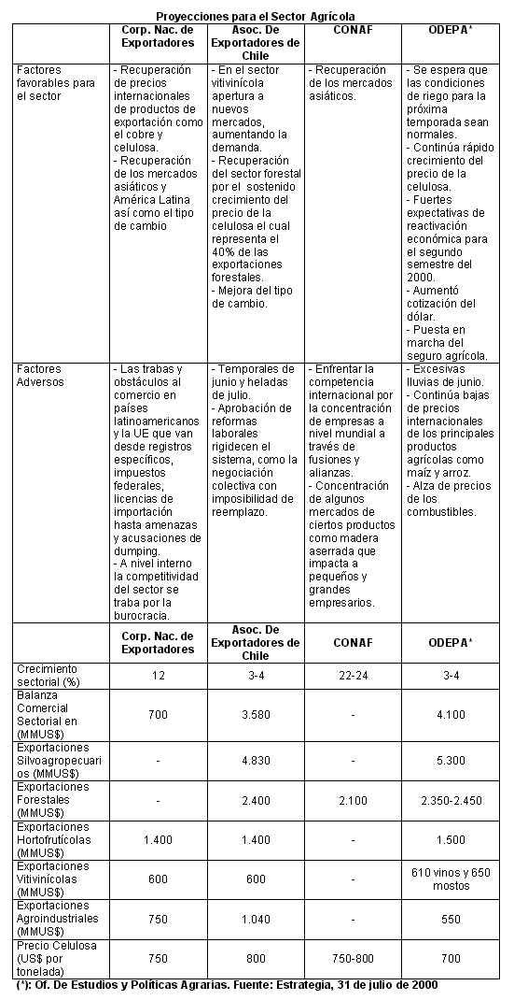 Proyecciones para el Sector Agrícola
Corp. Nac. de
Exportadores
Asoc. De
Exportadores de
Chile
CONAF
ODEPA*
Factores
favorables para
el sector
- Recuperación
de precios
internacionales
de productos de
exportación como
el cobre y
celulosa.
- Recuperación
de los mercados
asiáticos y
América Latina
así como el tipo
de cambio
- En el sector
vitivinícola
apertura a
nuevos
mercados,
aumentando la
demanda.
- Recuperación
del sector forestal
por el  sostenido
crecimiento del
precio de la
celulosa el cual
representa el
40% de las
exportaciones
forestales.
- Mejora del tipo
de cambio.
- Recuperación
de los mercados
asiáticos.
- Se espera que
las condiciones
de riego para la
próxima
temporada sean
normales.
- Continúa rápido
crecimiento del
precio de la
celulosa.
- Fuertes
expectativas de
reactivación
económica para
el segundo
semestre del
2000.
- Aumentó
cotización del
dólar.
- Puesta en
marcha del
seguro agrícola.
Factores
Adversos
- Las trabas y
obstáculos al
comercio en
países
latinoamericanos
y la UE que van
desde registros
específicos,
impuestos
federales,
licencias de
importación
hasta amenazas
y acusaciones de
dumping.
- A nivel interno
la competitividad
del sector se
traba por la
burocracia.
- Temporales de
junio y heladas
de julio.
- Aprobación de
reformas
laborales
rigidecen el
sistema, como la
negociación
colectiva con
imposibilidad de
reemplazo.
- Enfrentar la
competencia
internacional por
la concentración
de empresas a
nivel mundial a
través de
fusiones y
alianzas.
- Concentración
de algunos
mercados de
ciertos productos
como madera
aserrada que
impacta a
pequeños y
grandes
empresarios.
- Excesivas
lluvias de junio.
- Continúa bajas
de precios
internacionales
de los principales
productos
agrícolas como
maíz y arroz.
- Alza de precios
de los
combustibles.
Corp. Nac. de
Exportadores
Asoc. De
Exportadores de
Chile
CONAF
ODEPA*
Crecimiento
sectorial (%)
12
3-4
22-24
3-4
Balanza
Comercial
Sectorial en
(MMUS$)
700
3.580
-
4.100
Exportaciones
Silvoagropecuari
os (MMUS$)
-
4.830
-
5.300
Exportaciones
Forestales
(MMUS$)
-
2.400
2.100
2.350-2.450
Exportaciones
Hortofrutícolas
(MMUS$)
1.400
1.400
-
1.500
Exportaciones
Vitivinícolas
(MMUS$)
600
600
-
610 vinos y 650
mostos
Exportaciones
Agroindustriales
(MMUS$)
750
1.040
-
550
Precio Celulosa
(US$ por
tonelada)
750
800
750-800
700
(*): Of. De Estudios y Políticas Agrarias. Fuente: Estrategia, 31 de julio de 2000